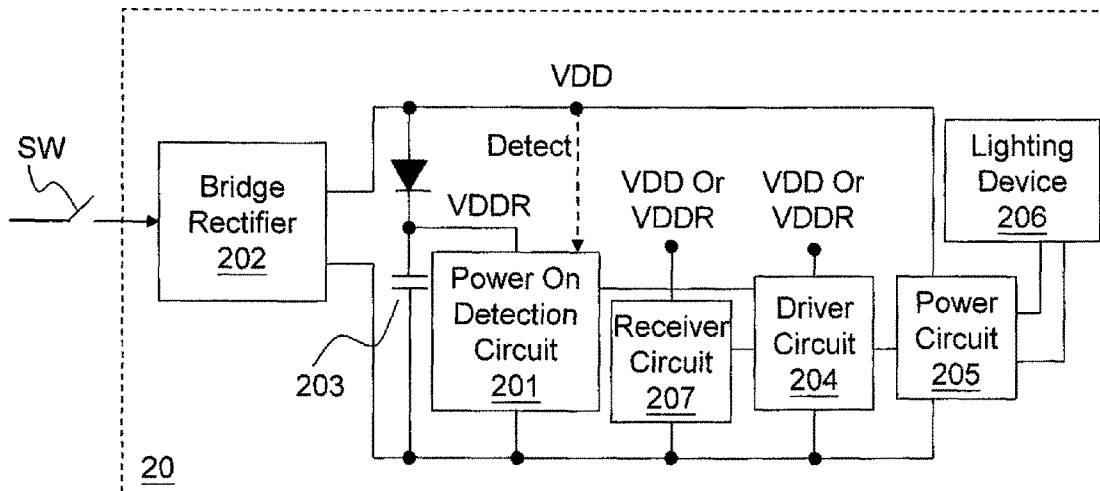 VDD
SW
Detect
Bridge
Rectifier
202
VDDR
VDD Or
VDDR
VDD Or
VDDR
Lighting
Device
206
Power On
Detection
Circuit
201
Receiver
Circuit
207
Driver
Circuit
204
Power
Circuit
205
203
20